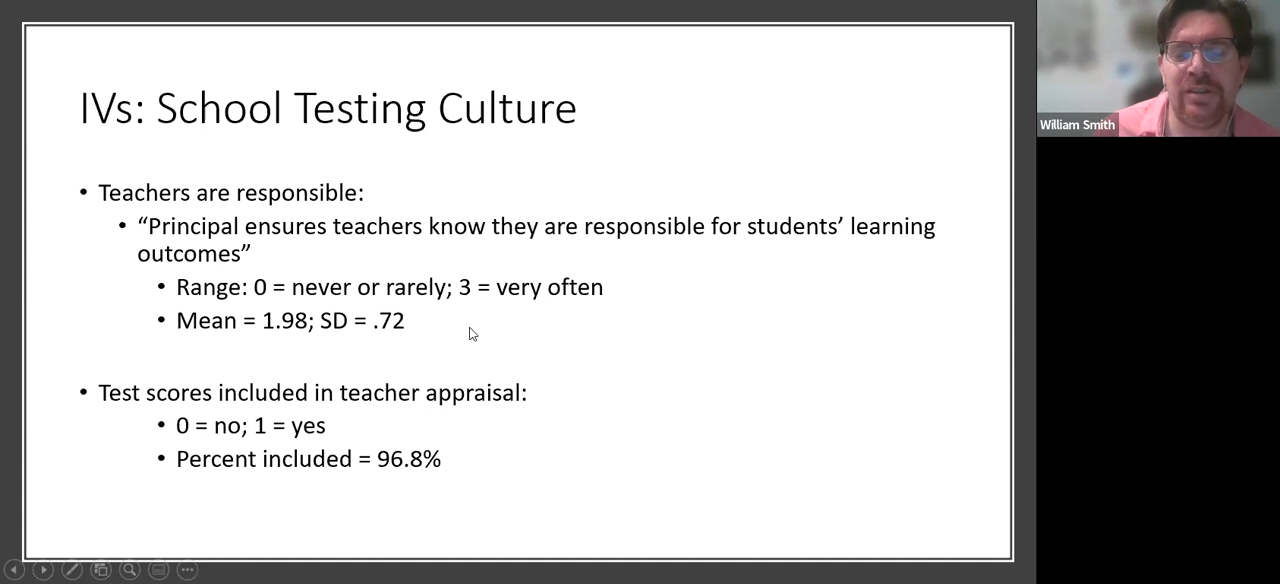 IVs: School Testing Culture
• Teachers are responsible:
• “Principal ensures teachers know they are responsible for students’ learning
outcomes”
• Range: 0 = never or rarely; 3 = very often
• Mean = 1.98; SD = .72
• Test scores included in teacher appraisal:
• 0 = no; 1 = yes
• Percent included = 96.8%
William Smith